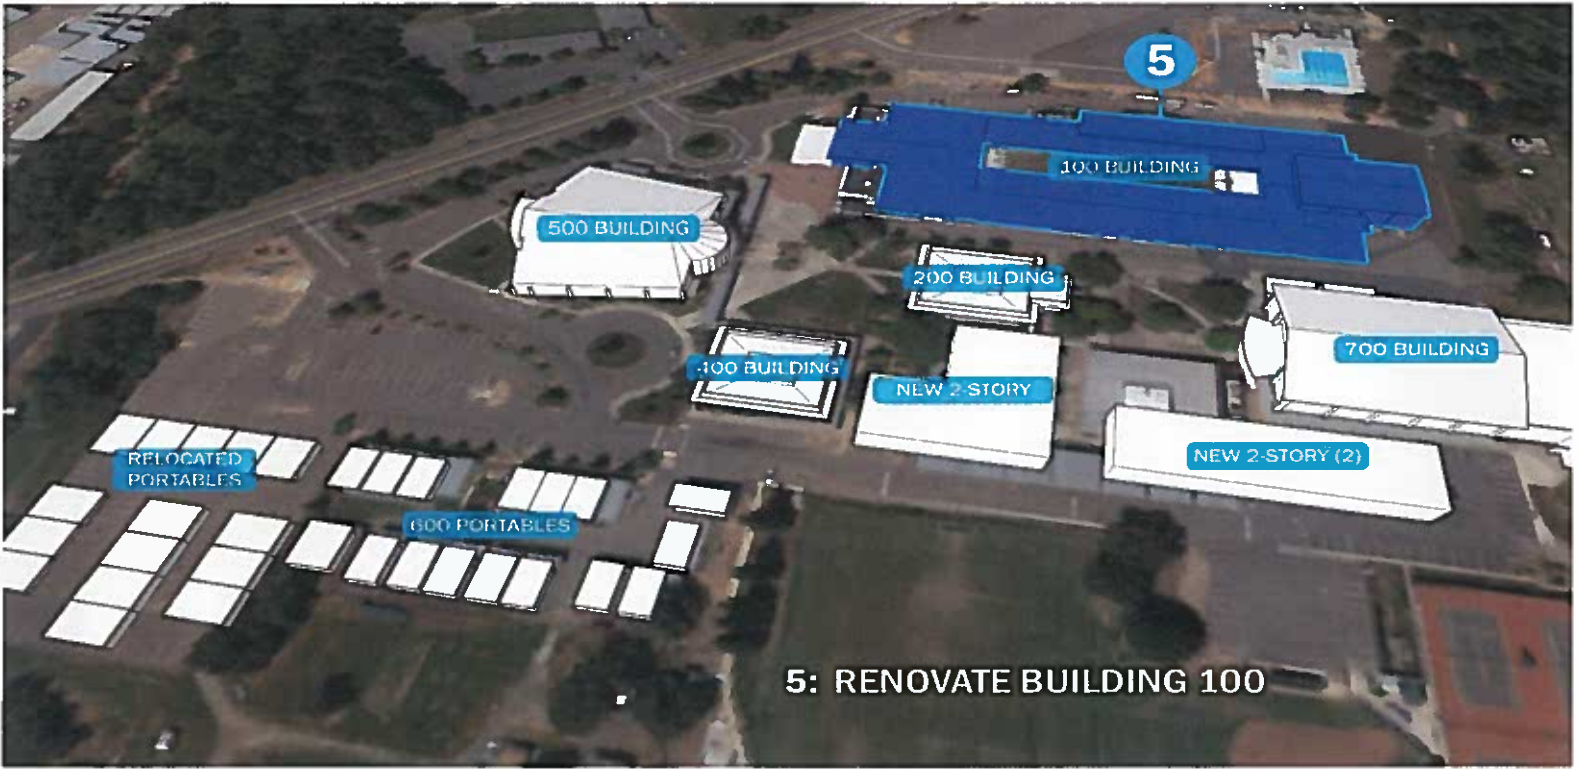 5
100 BUILDING
500 BUILDING
200 BUILDING
700 BUILDING
400 BUILDING
NEW 2-STORY
NEW 2-STORY (2)
RELOCATED
PORTABLES
600 PORTABLES
5: RENOVATE BUILDING 100